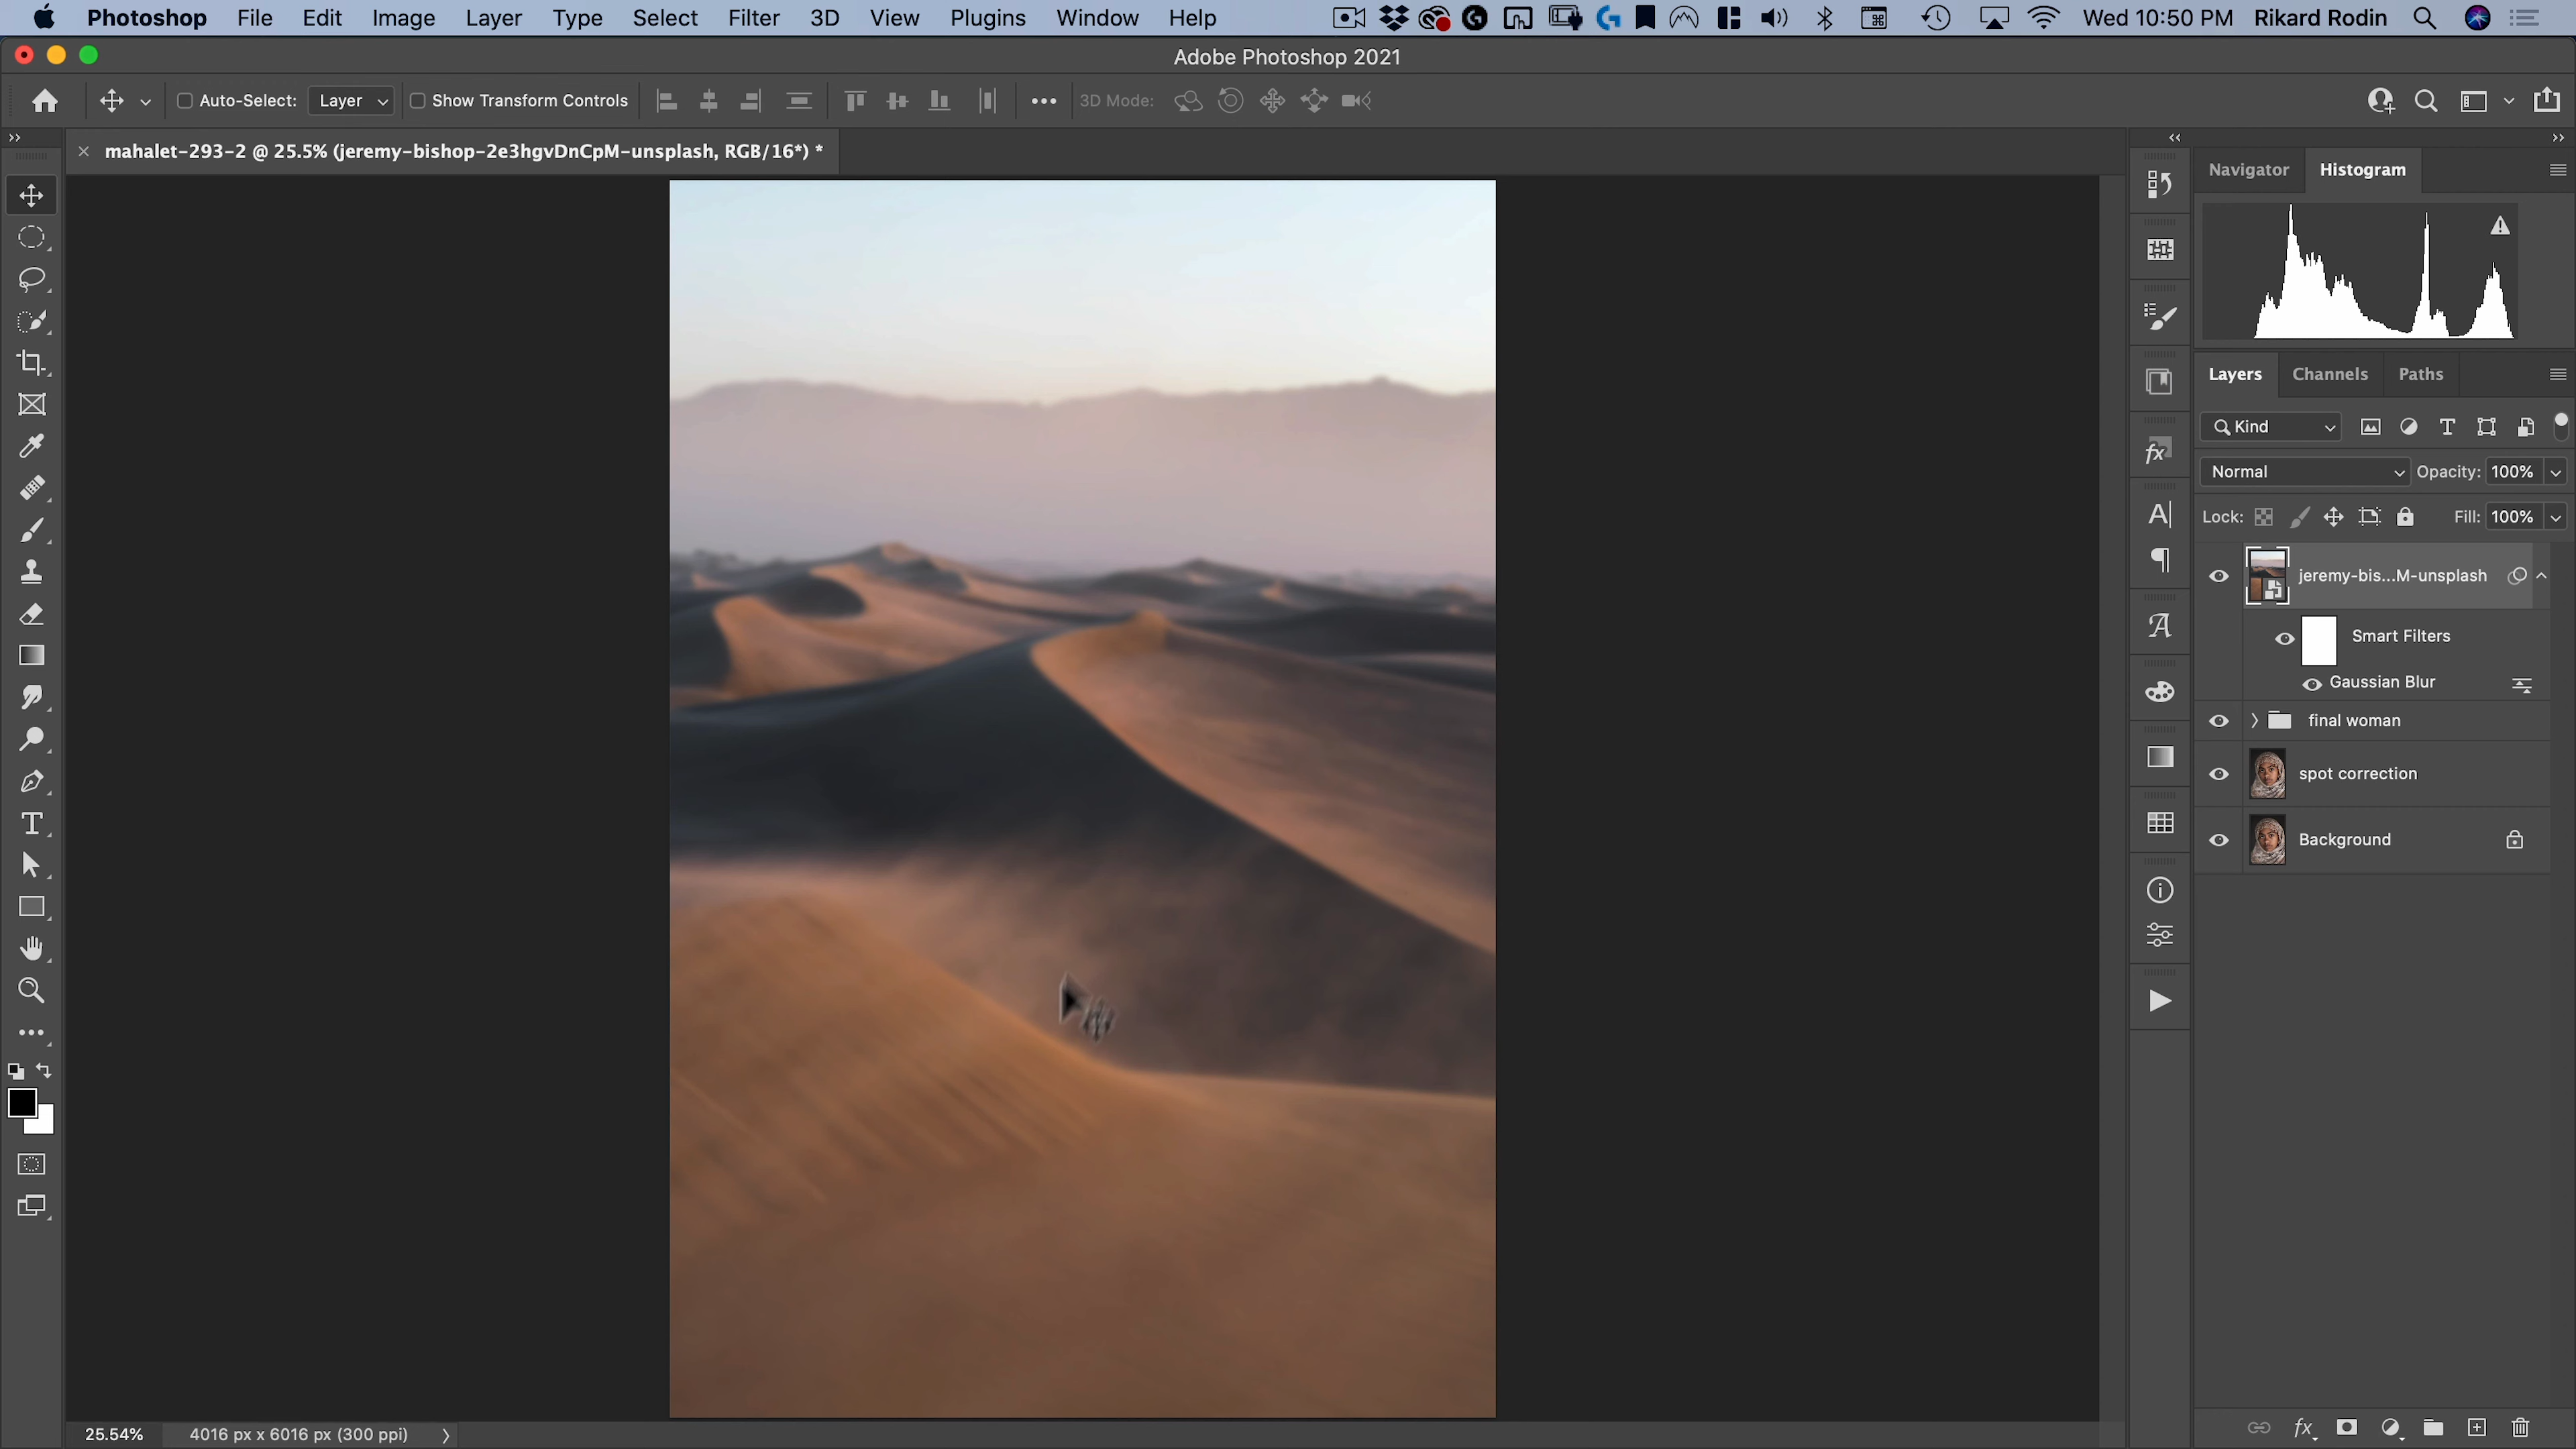 Photoshop File Edit Image Layer Type Select Filter 3D View Plugins Window Help Wed 10:50 PM Rikard Rodin
Adobe Photoshop 2021
Auto-Select: Layer Show Transform Controls 3D Mode:
mahalet-293-2 @ 25.5% (jeremy-bishop-2e3hgvDnCpM-unsplash, RGB/16*) *
Navigator Histogram
Layers Channels Paths
Kind
Normal Opacity: 100%
Lock: Fill: 100%
jeremy-bis...M-unsplash
Smart Filters
Gaussian Blur
final woman
spot correction
Background
25.54% 4016 px x 6016 px (300 ppi)